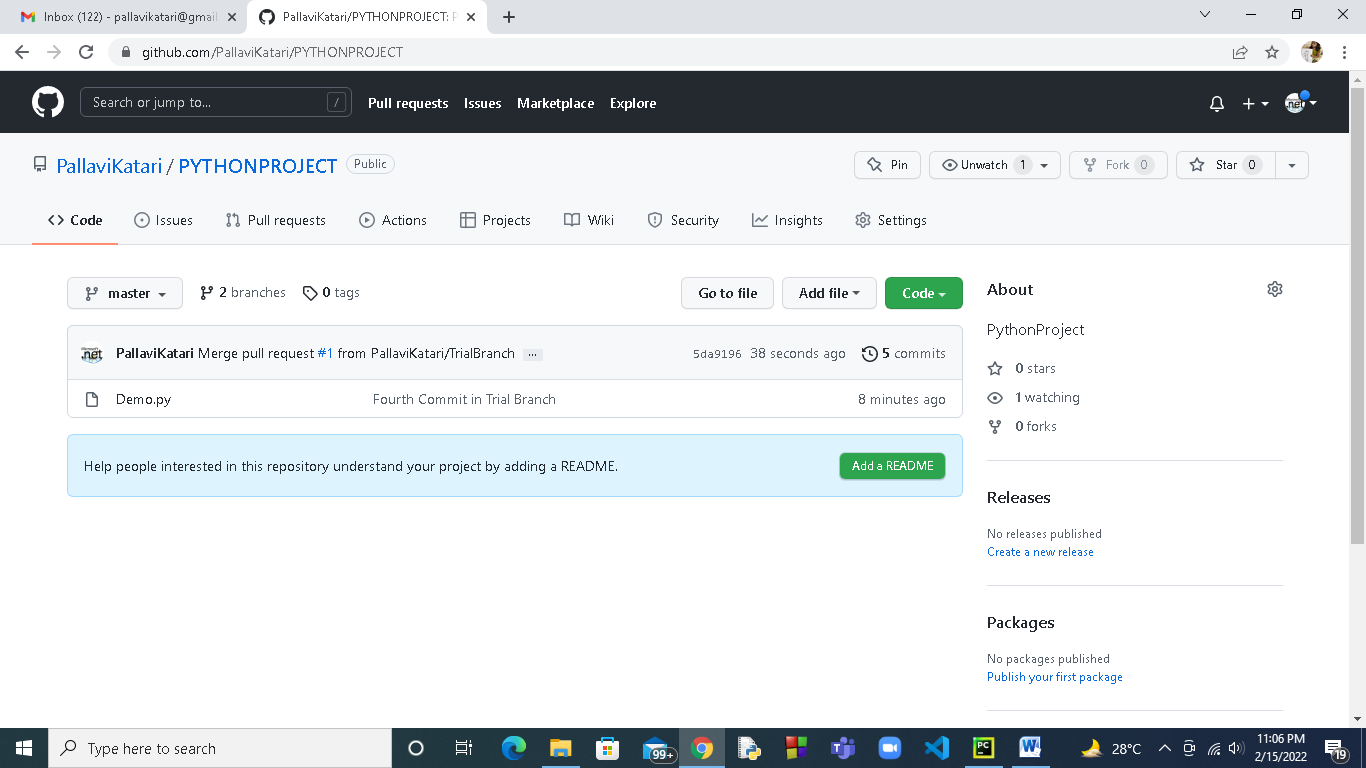 Inbox (122) - pallavikatari@gmail
PallaviKatari/PYTHONPROJECT: P
github.com/PallaviKatari/PYTHONPROJECT
Search or jump to... /
Pull requests Issues Marketplace Explore
PallaviKatari / PYTHONPROJECT Public
Pin Unwatch 1 Fork 0 Star 0
Code Issues Pull requests Actions Projects Wiki Security Insights Settings
master 2 branches 0 tags Go to file Add file Code
PallaviKatari Merge pull request #1 from PallaviKatari/TrialBranch ... 5da9196 38 seconds ago 5 commits
Demo.py Fourth Commit in Trial Branch 8 minutes ago
Help people interested in this repository understand your project by adding a README. Add a README
About
PythonProject
0 stars
1 watching
0 forks
Releases
No releases published
Create a new release
Packages
No packages published
Publish your first package
Type here to search
99+
PC
W
28°C
11:06 PM
2/15/2022
19